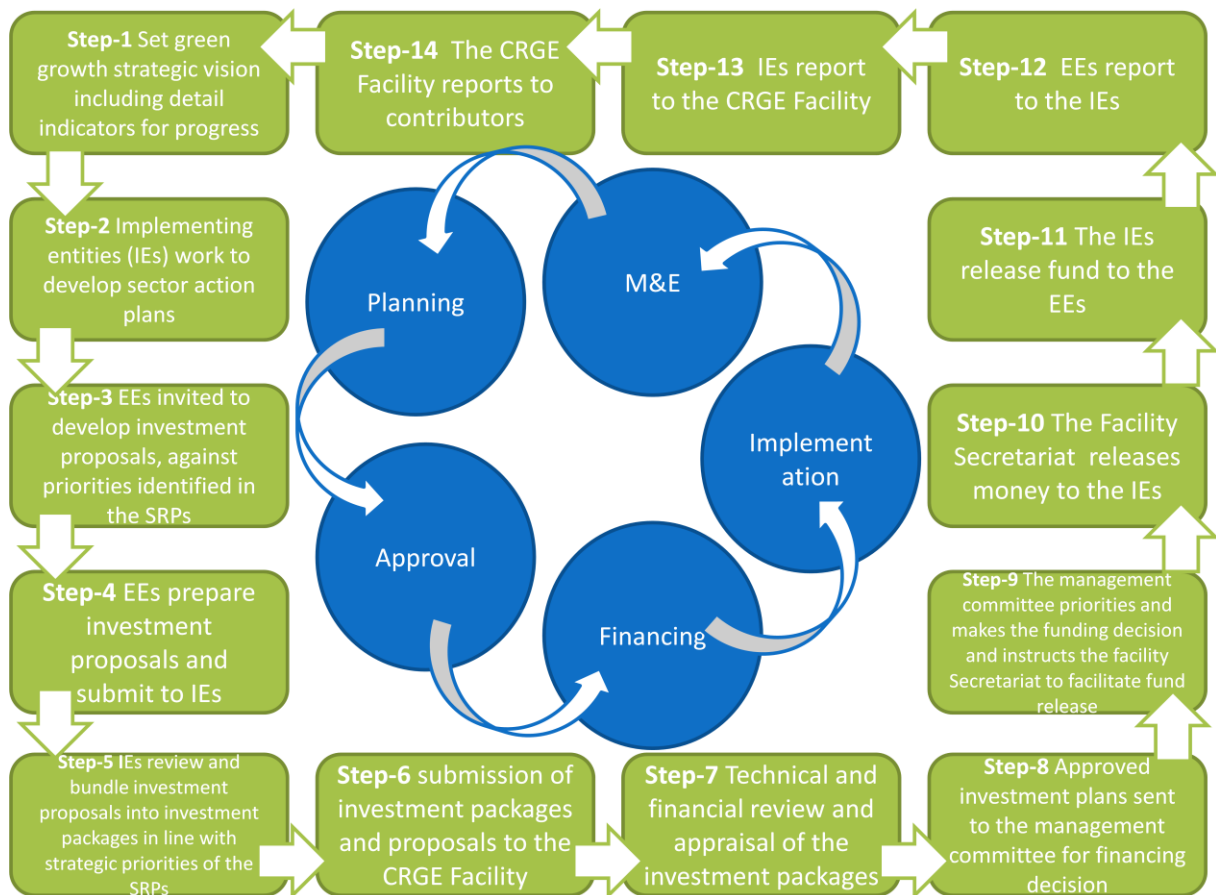 Step-1 Set green
growth strategic vision
including detail
indicators for progress
Step-14  The CRGE
Facility reports to
contributors
Step-13  IEs report
to the CRGE Facility
Step-12  EEs report
to the IEs
Step-2 Implementing
entities (IEs) work to
develop sector action
plans
Step-11 The IEs
release fund to the
EEs
Step-3 EEs invited to
develop investment
proposals, against
priorities identified in
the SRPs
Step-10 The Facility
Secretariat  releases
money to the IEs
Step-4 EEs prepare
investment
proposals and
submit to IEs
Step-9 The management
committee priorities and
makes the funding decision
and instructs the facility
Secretariat to facilitate fund
release
Step-5 IEs review and
bundle investment
proposals into investment
packages in line with
strategic priorities of the
SRPs
Step-6 submission of
investment packages
and proposals to the
CRGE Facility
Step-7 Technical and
financial review and
appraisal of the
investment packages
Step-8 Approved
investment plans sent
to the management
committee for financing
decision
Planning
M&E
Implement
ation
Approval
Financing